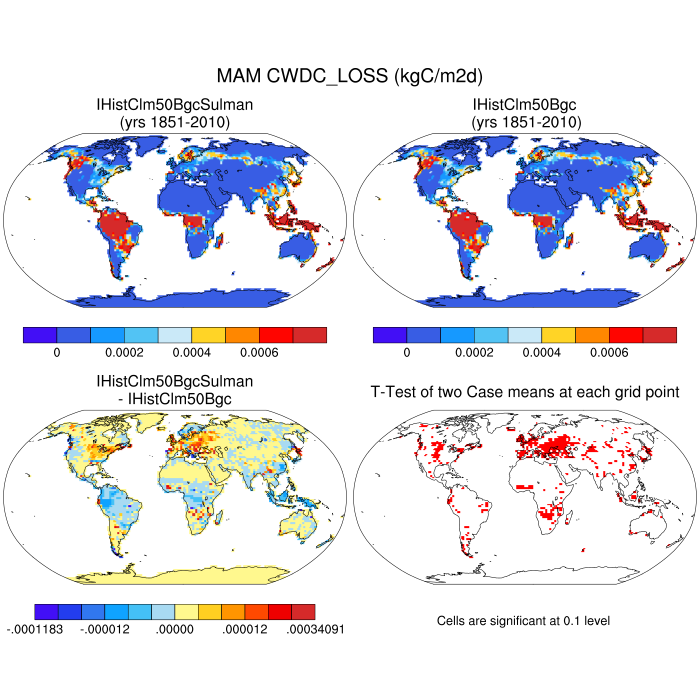 MAM CWDC_LOSS (kgC/m2d)
IHistClm50BgcSulman
(yrs 1851-2010)
IHistClm50Bgc
(yrs 1851-2010)
0 0.0002 0.0004 0.0006
0 0.0002 0.0004 0.0006
IHistClm50BgcSulman
- IHistClm50Bgc
T-Test of two Case means at each grid point
-.0001183 -.000012 .00000 .000012 .00034091
Cells are significant at 0.1 level